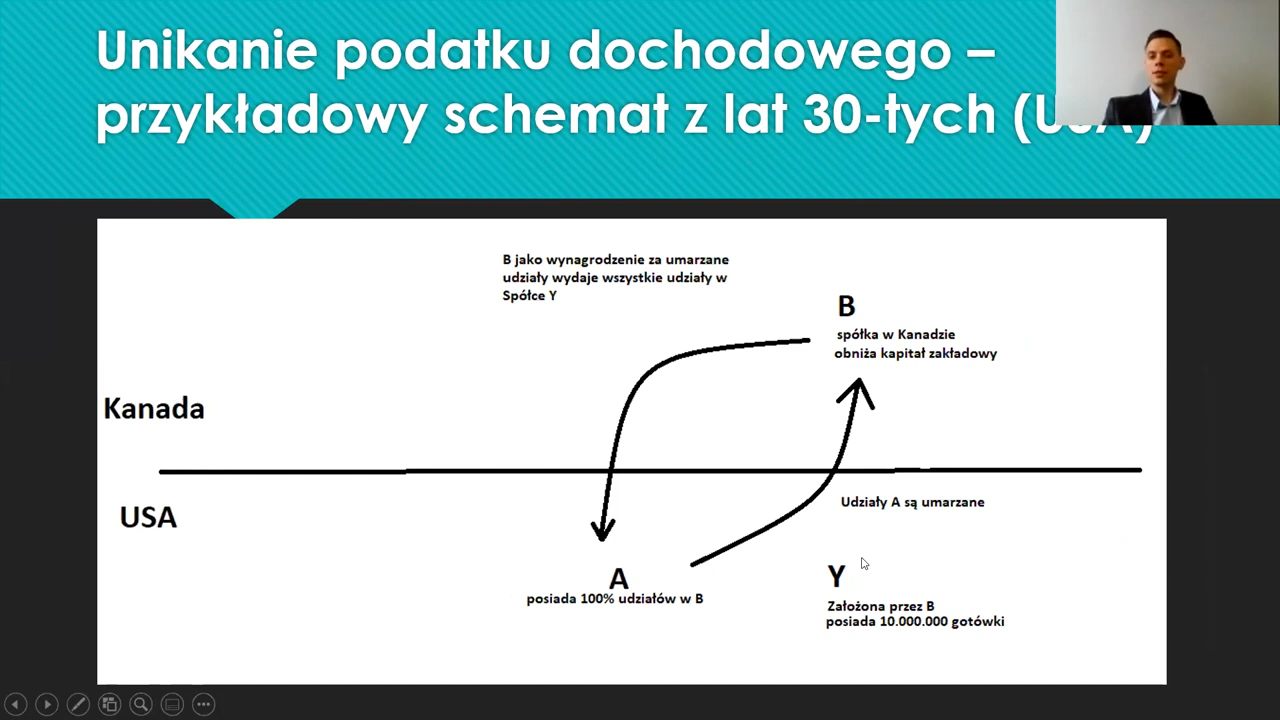 Unikanie podatku dochodowego –
przykładowy schemat z lat 30-tych (USA)
B jako wynagrodzenie za umarzane
udziały wydaje wszystkie udziały w
Spółce Y
B
spółka w Kanadzie
obniża kapitał zakładowy
Kanada
USA
Udziały A są umarzane
A
posiada 100% udziałów w B
Y
Założona przez B
posiada 10.000.000 gotówki